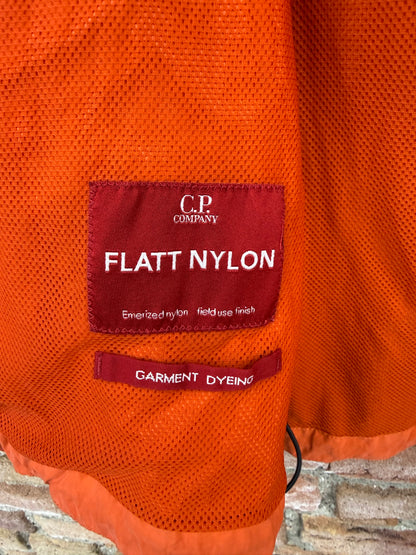 C.P.
COMPANY
FLATT NYLON
Emerized nylon field use finish
GARMENT DYEING